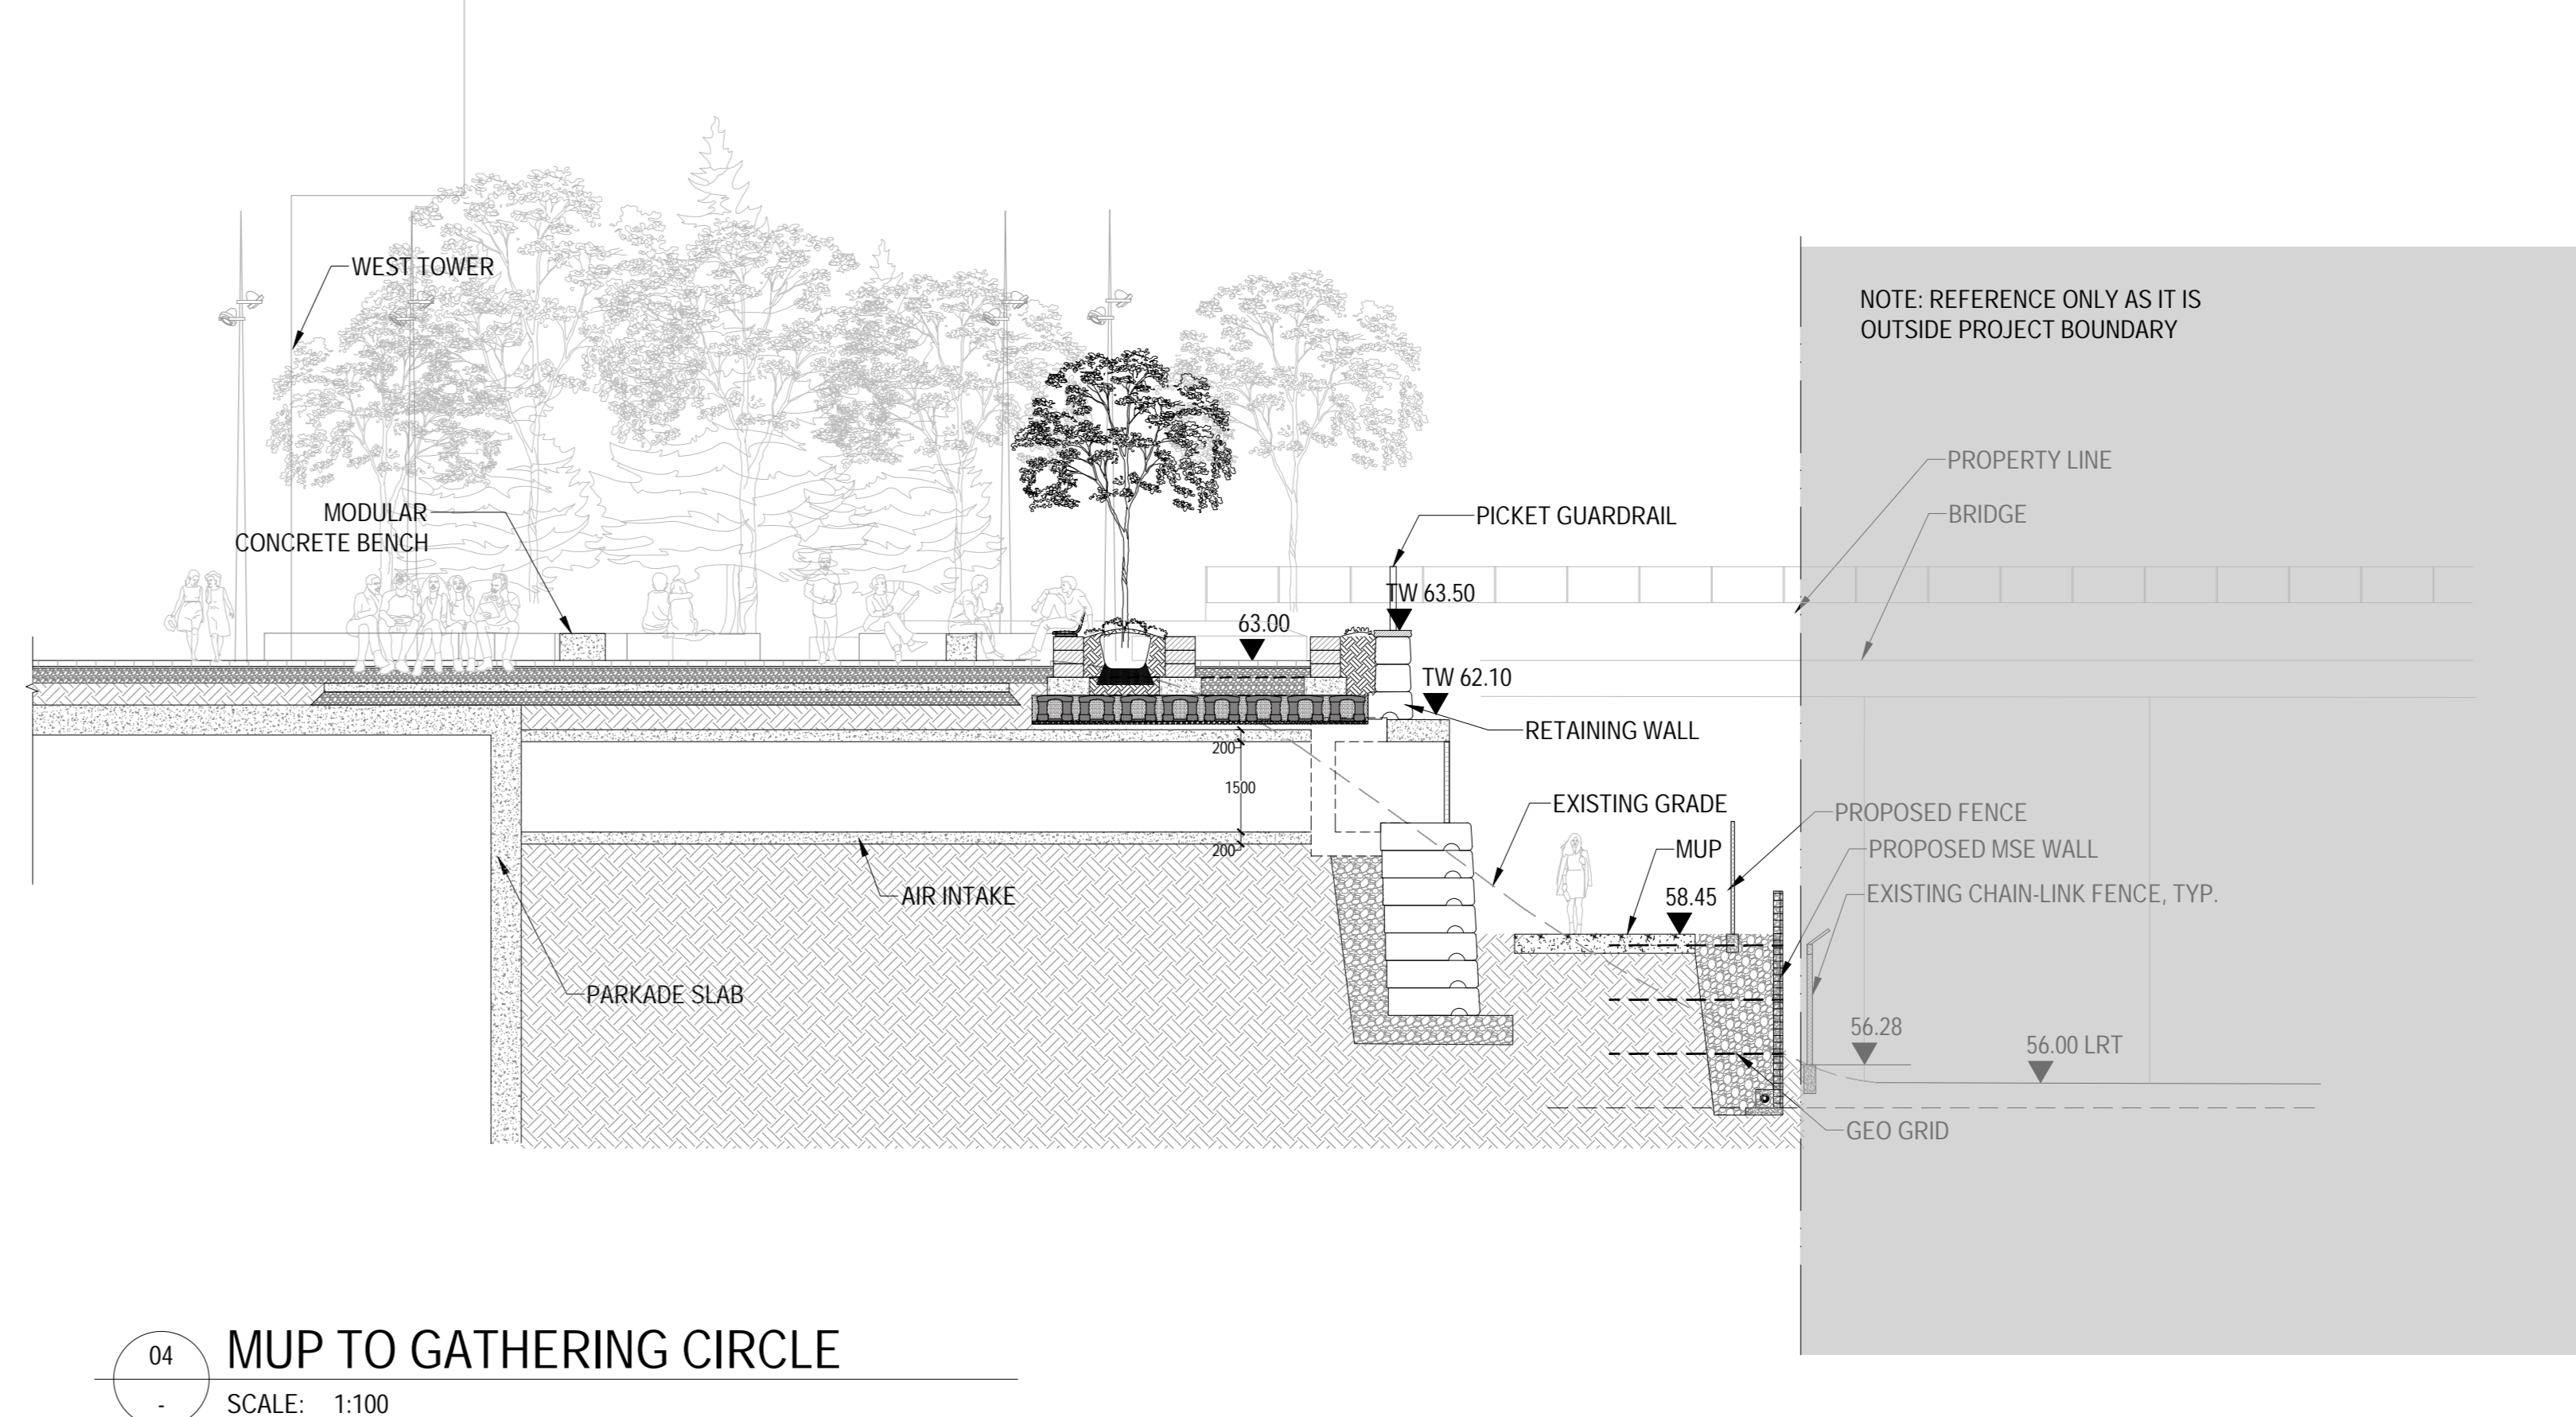 WEST TOWER
NOTE: REFERENCE ONLY AS IT IS
OUTSIDE PROJECT BOUNDARY
PROPERTY LINE
MODULAR
CONCRETE BENCH
PICKET GUARDRAIL
BRIDGE
TW 63.50
63.00
TW 62.10
RETAINING WALL
200
1500
200
EXISTING GRADE
PROPOSED FENCE
MUP
PROPOSED MSE WALL
AIR INTAKE
58.45
EXISTING CHAIN-LINK FENCE, TYP.
PARKADE SLAB
56.28
56.00 LRT
GEO GRID
04
MUP TO GATHERING CIRCLE
-
SCALE: 1:100